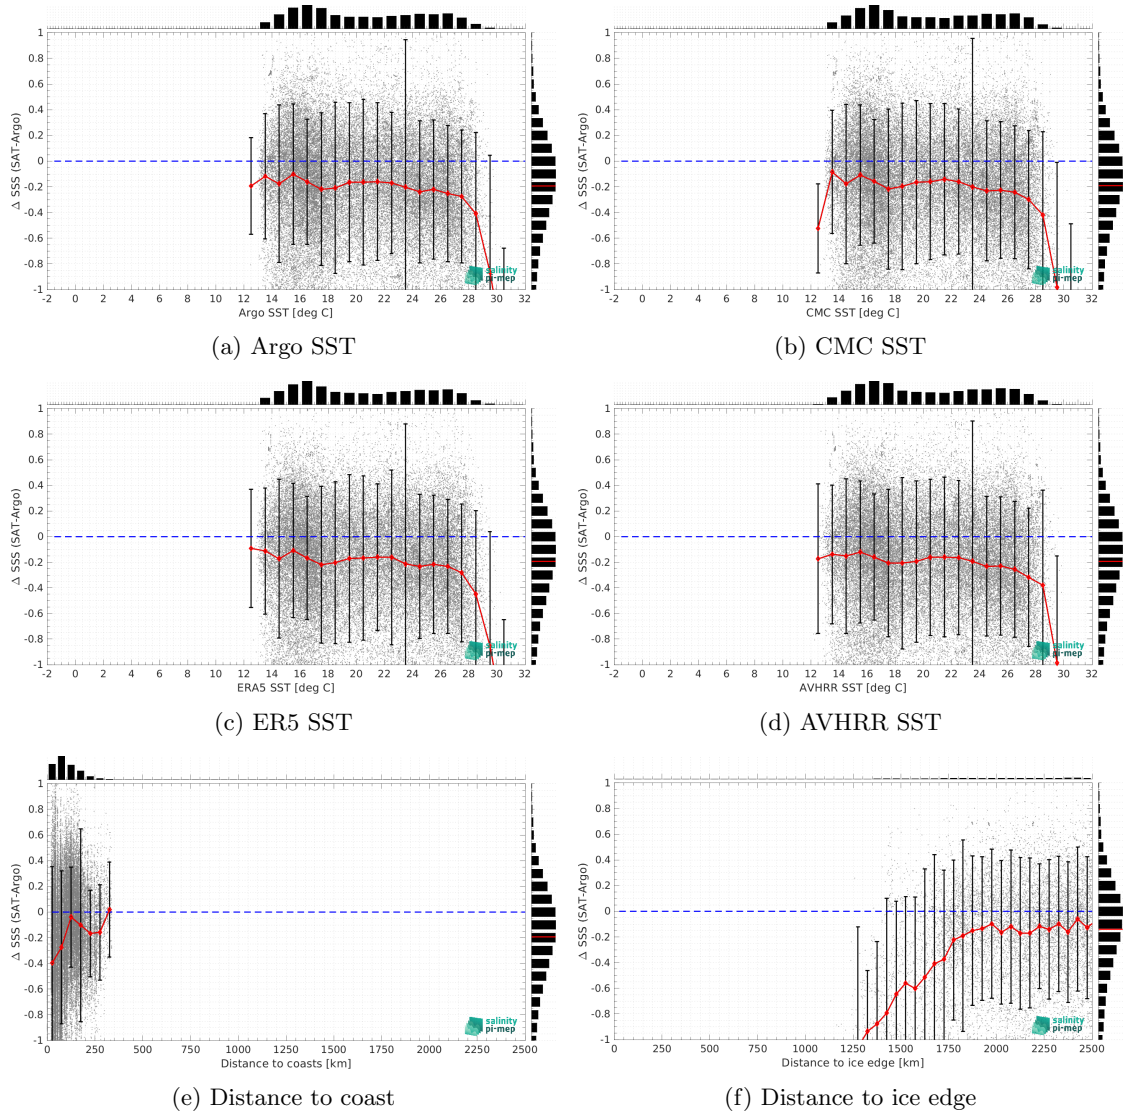 1
0.8
0.6
0.4
0.2
0
-0.2
-0.4
-0.6
-0.8
-1
Δ SSS (SAT-Argo)
-2 0 2 4 6 8 10 12 14 16 18 20 22 24 26 28 30 32
Argo SST [deg C]
salinity
pi-mep
(a) Argo SST
1
0.8
0.6
0.4
0.2
0
-0.2
-0.4
-0.6
-0.8
-1
Δ SSS (SAT-Argo)
-2 0 2 4 6 8 10 12 14 16 18 20 22 24 26 28 30 32
CMC SST [deg C]
salinity
pi-mep
(b) CMC SST
1
0.8
0.6
0.4
0.2
0
-0.2
-0.4
-0.6
-0.8
-1
Δ SSS (SAT-Argo)
-2 0 2 4 6 8 10 12 14 16 18 20 22 24 26 28 30 32
ERA5 SST [deg C]
salinity
pi-mep
(c) ER5 SST
1
0.8
0.6
0.4
0.2
0
-0.2
-0.4
-0.6
-0.8
-1
Δ SSS (SAT-Argo)
-2 0 2 4 6 8 10 12 14 16 18 20 22 24 26 28 30 32
AVHRR SST [deg C]
salinity
pi-mep
(d) AVHRR SST
1
0.8
0.6
0.4
0.2
0
-0.2
-0.4
-0.6
-0.8
-1
Δ SSS (SAT-Argo)
0 250 500 750 1000 1250 1500 1750 2000 2250 2500
Distance to coasts [km]
salinity
pi-mep
(e) Distance to coast
1
0.8
0.6
0.4
0.2
0
-0.2
-0.4
-0.6
-0.8
-1
Δ SSS (SAT-Argo)
0 250 500 750 1000 1250 1500 1750 2000 2250 2500
Distance to ice edge [km]
salinity
pi-mep
(f) Distance to ice edge